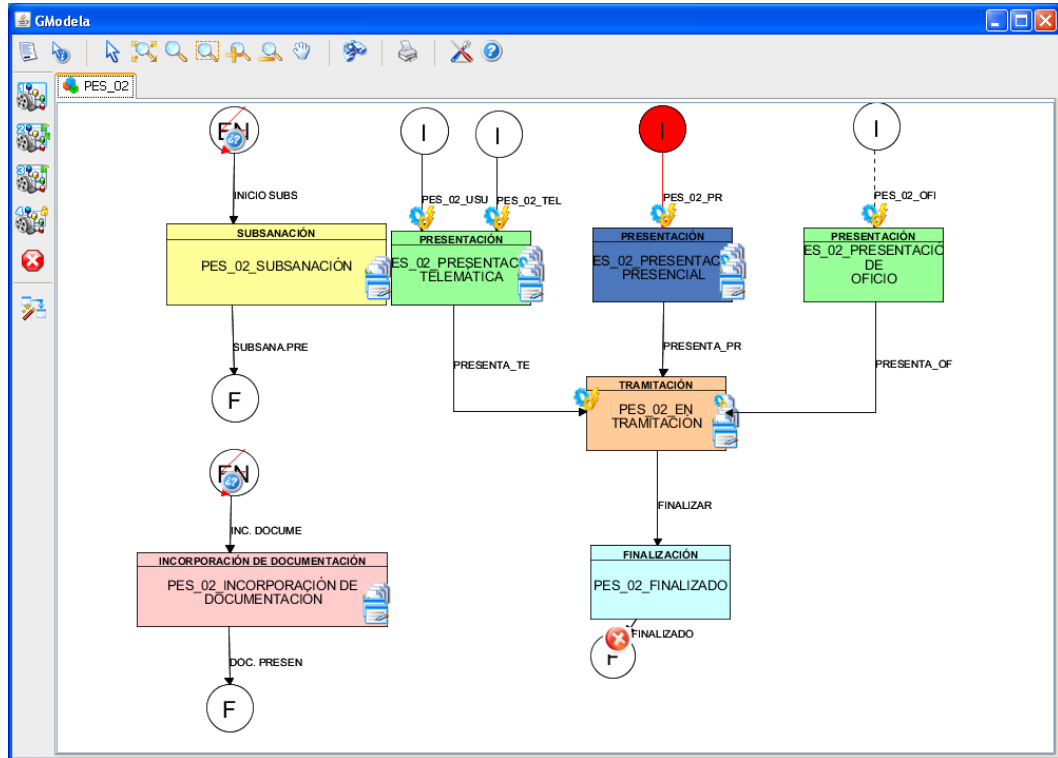 GModela
PES_02
EN
I
I
I
I
INICIO SUBS
PES_02_USU
PES_02_TEL
PES_02_PR
PES_02_OFI
SUBSANACIÓN
PES_02_SUBSANACIÓN
PRESENTACIÓN
ES_02_PRESENTAC
TELEMÁTICA
PRESENTACIÓN
ES_02_PRESENTAC
PRESENCIAL
PRESENTACIÓN
ES_02_PRESENTACIÓ
DE
OFICIO
SUBSANA.PRE
PRESENTA_TE
PRESENTA_PR
PRESENTA_OF
F
TRAMITACIÓN
PES_02_EN
TRAMITACIÓN
EN
INC. DOCUME
FINALIZAR
INCORPORACIÓN DE DOCUMENTACIÓN
PES_02_INCORPORACIÓN DE
DOCUMENTACIÓN
FINALIZACIÓN
PES_02_FINALIZADO
FINALIZADO
F
DOC. PRESEN
F